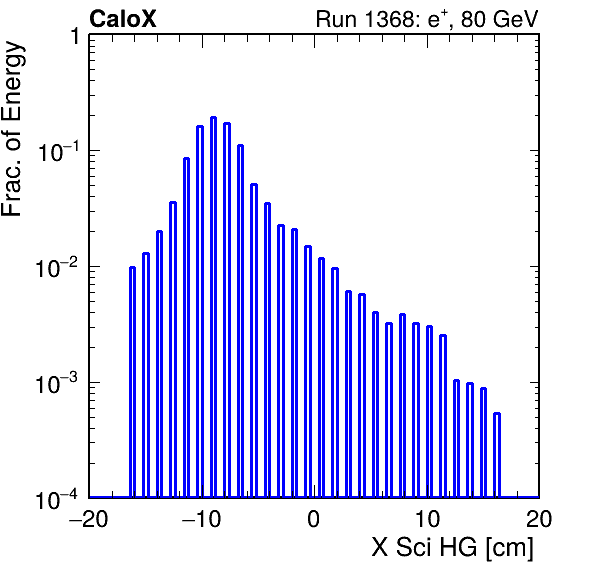 CaloX Run 1368: e⁺, 80 GeV
Frac. of Energy
1
10⁻¹
10⁻²
10⁻³
10⁻⁴
−20 −10 0 10 20
X Sci HG [cm]